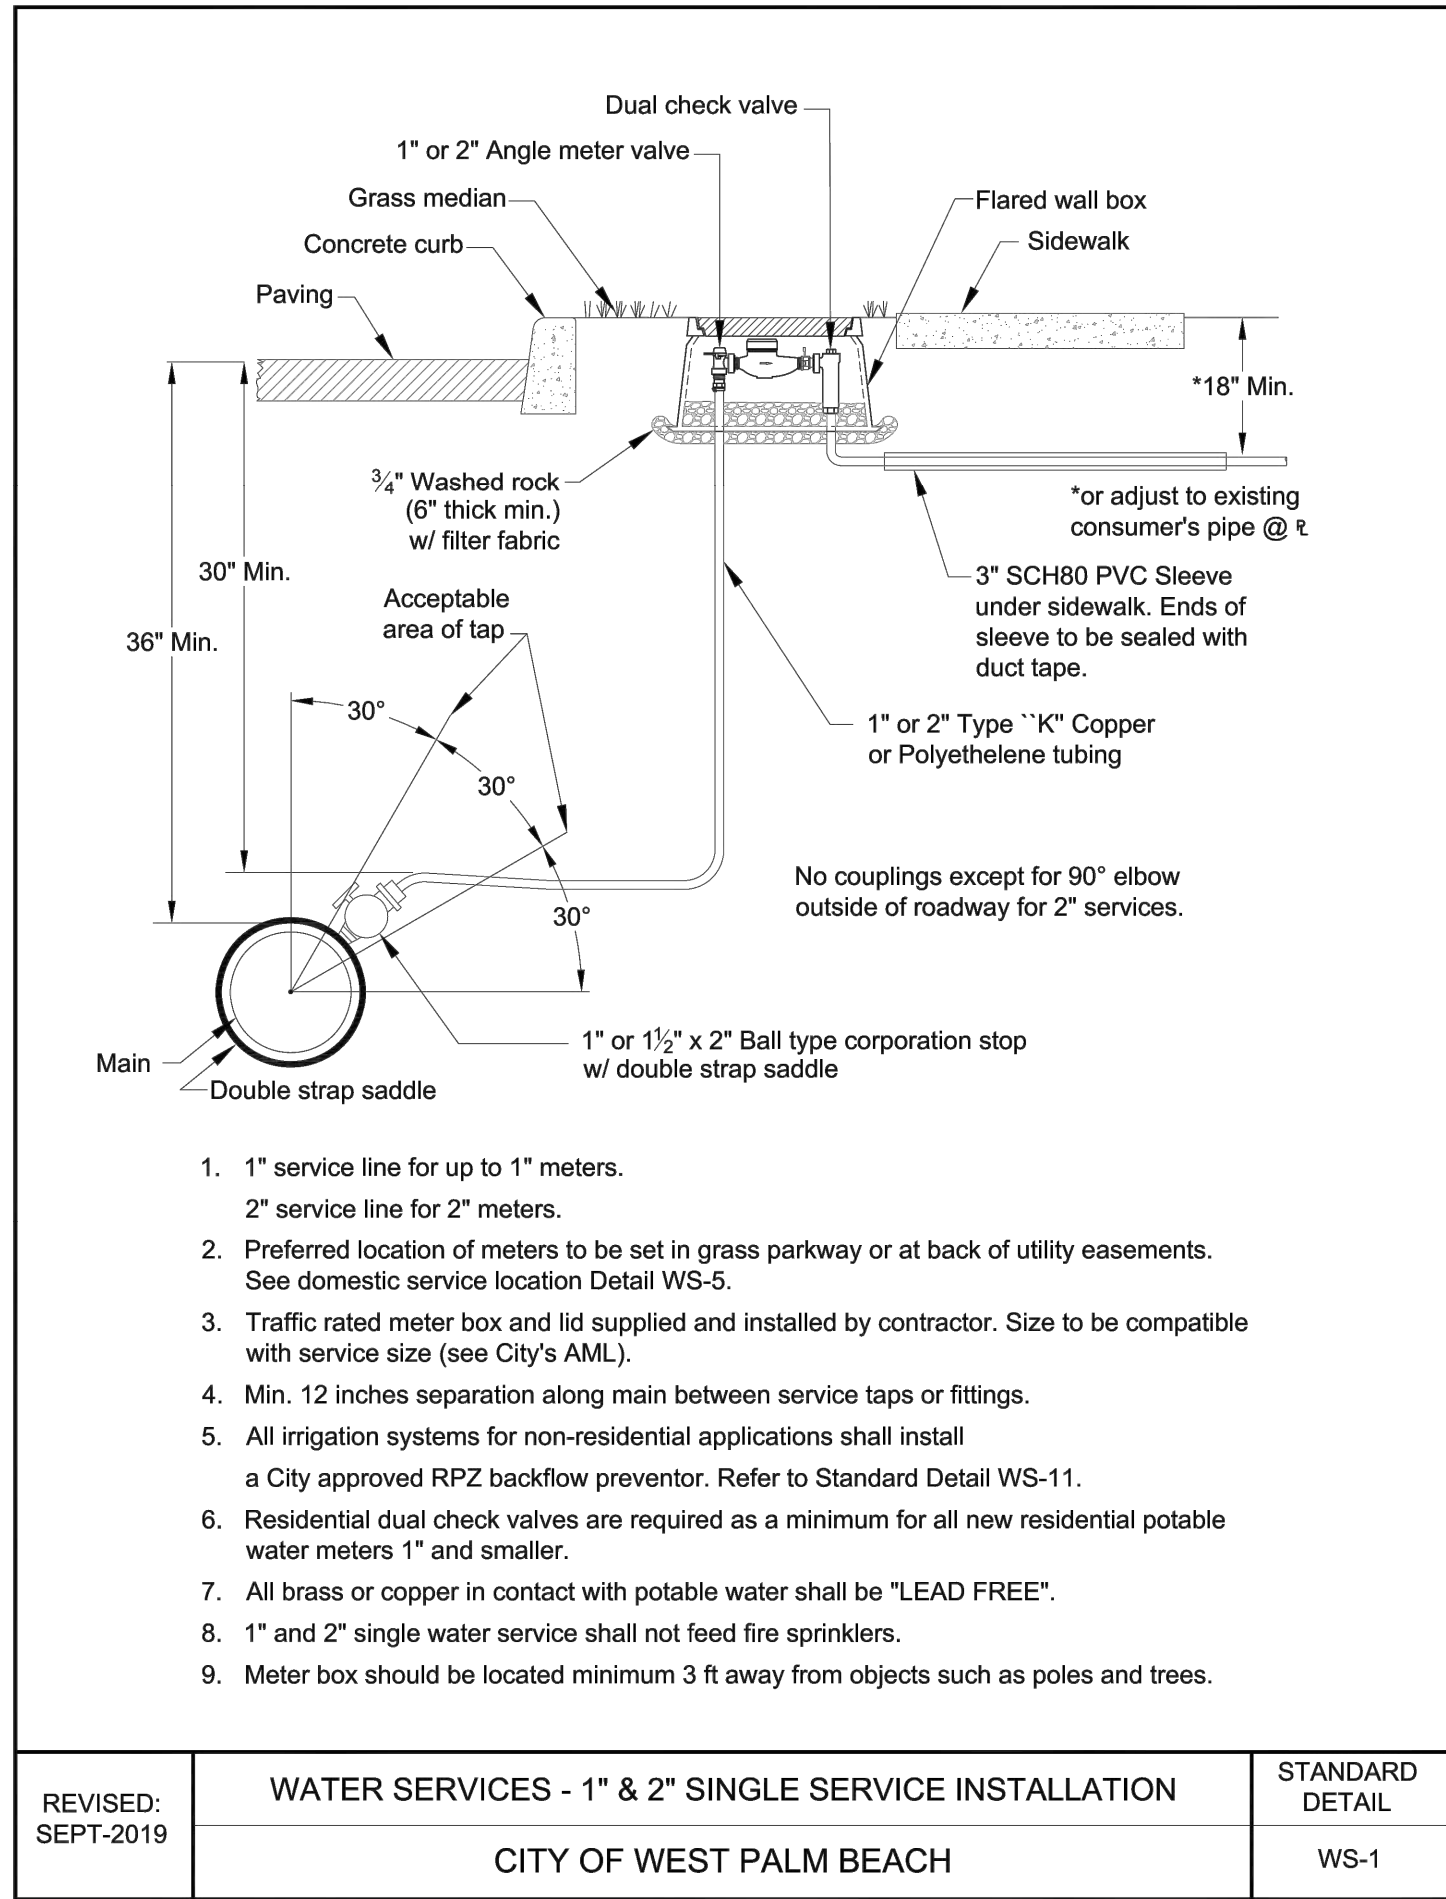 Dual check valve
1" or 2" Angle meter valve
Grass median
Flared wall box
Concrete curb
Sidewalk
Paving
*18" Min.
¾" Washed rock
(6" thick min.)
w/ filter fabric
*or adjust to existing
consumer's pipe @ ⅊
30" Min.
3" SCH80 PVC Sleeve
under sidewalk. Ends of
sleeve to be sealed with
duct tape.
Acceptable
area of tap
36" Min.
30°
1" or 2" Type ``K" Copper
or Polyethelene tubing
30°
No couplings except for 90° elbow
outside of roadway for 2" services.
30°
1" or 1½" x 2" Ball type corporation stop
w/ double strap saddle
Main
Double strap saddle
1. 1" service line for up to 1" meters.
2" service line for 2" meters.
2. Preferred location of meters to be set in grass parkway or at back of utility easements.
See domestic service location Detail WS-5.
3. Traffic rated meter box and lid supplied and installed by contractor. Size to be compatible
with service size (see City's AML).
4. Min. 12 inches separation along main between service taps or fittings.
5. All irrigation systems for non-residential applications shall install
a City approved RPZ backflow preventor. Refer to Standard Detail WS-11.
6. Residential dual check valves are required as a minimum for all new residential potable
water meters 1" and smaller.
7. All brass or copper in contact with potable water shall be "LEAD FREE".
8. 1" and 2" single water service shall not feed fire sprinklers.
9. Meter box should be located minimum 3 ft away from objects such as poles and trees.
REVISED:
SEPT-2019
WATER SERVICES - 1" & 2" SINGLE SERVICE INSTALLATION
CITY OF WEST PALM BEACH
STANDARD
DETAIL
WS-1